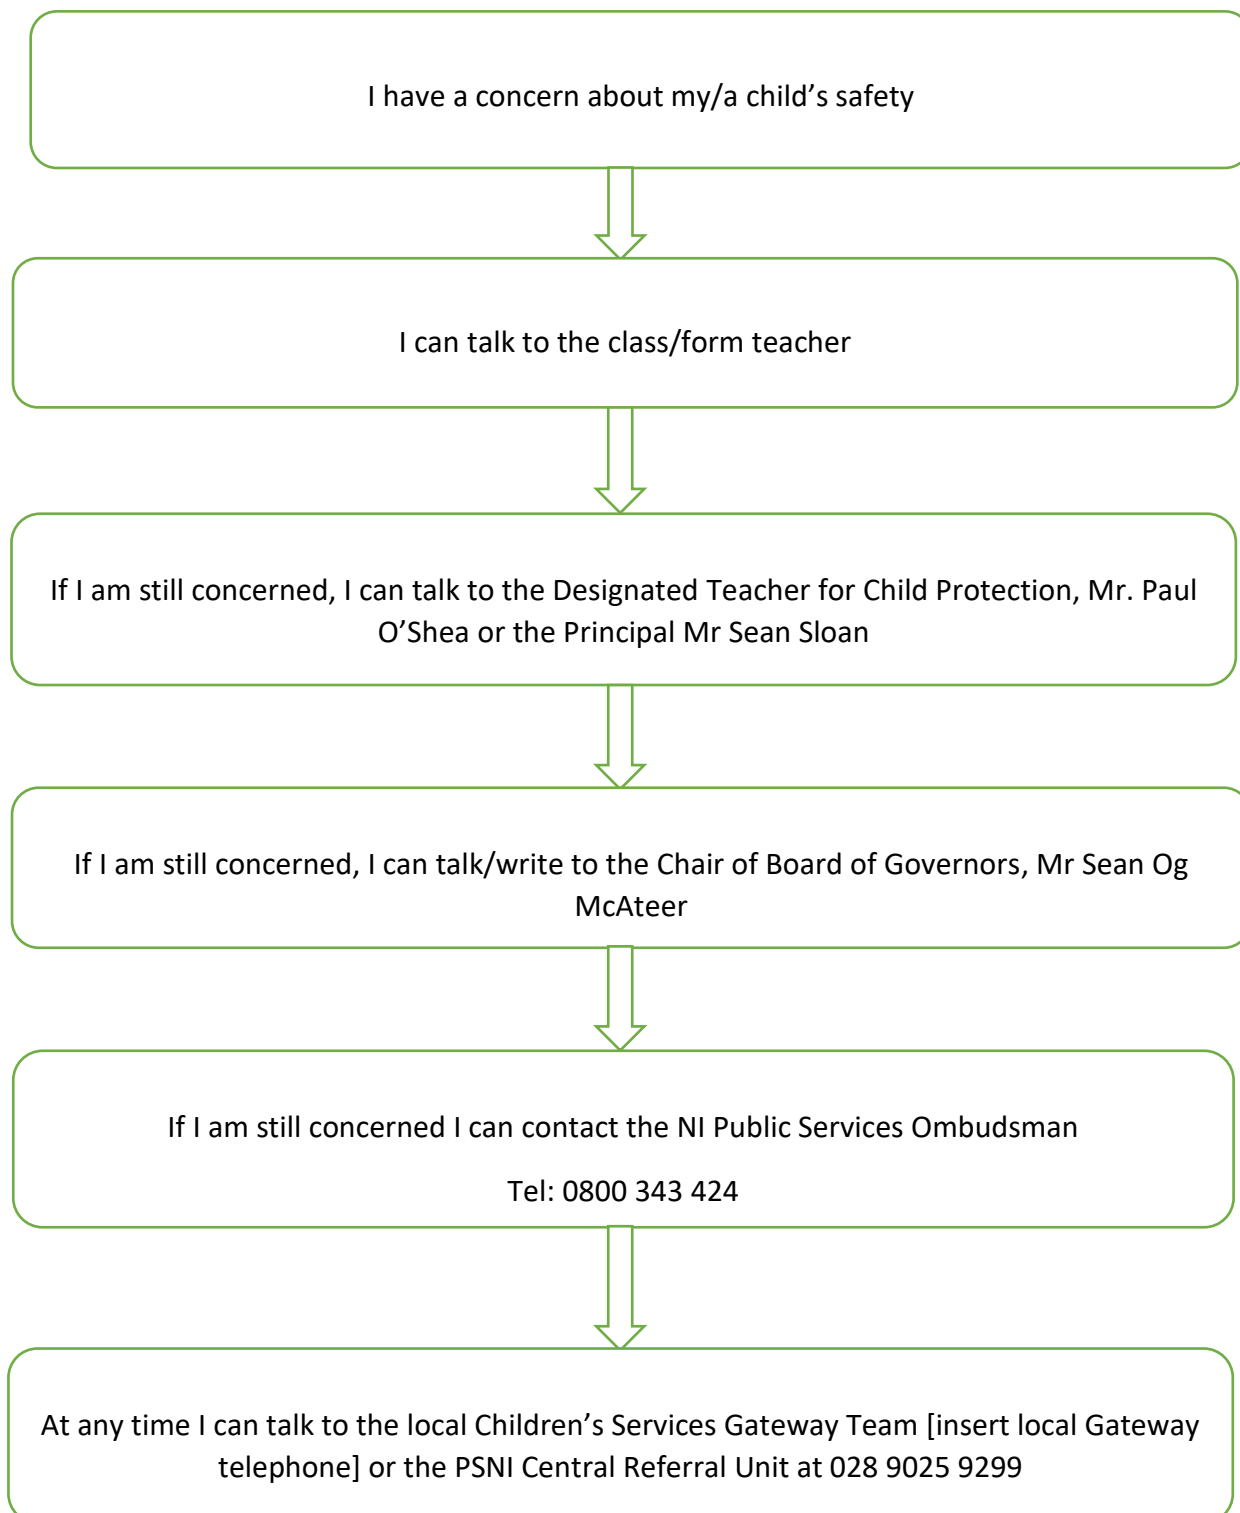 I have a concern about my/a child’s safety
I can talk to the class/form teacher
If I am still concerned, I can talk to the Designated Teacher for Child Protection, Mr. Paul
O’Shea or the Principal Mr Sean Sloan
If I am still concerned, I can talk/write to the Chair of Board of Governors, Mr Sean Og
McAteer
If I am still concerned I can contact the NI Public Services Ombudsman
Tel: 0800 343 424
At any time I can talk to the local Children’s Services Gateway Team [insert local Gateway
telephone] or the PSNI Central Referral Unit at 028 9025 9299